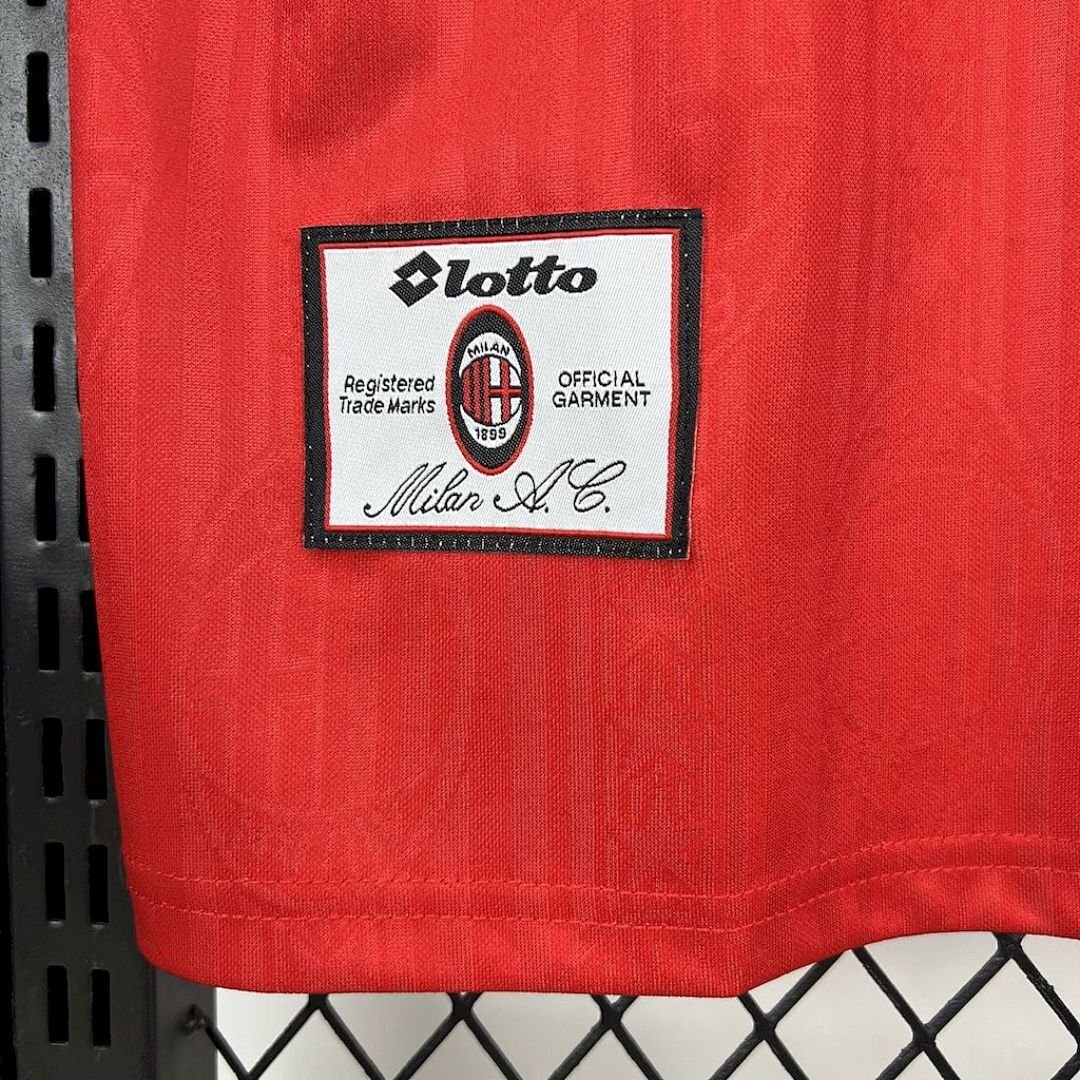 lotto
MILAN
Registered
Trade Marks
OFFICIAL
GARMENT
1899
Milan A.C.